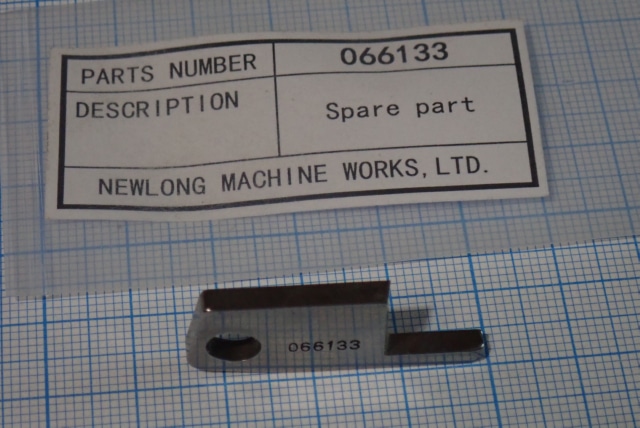 PARTS NUMBER 066133
DESCRIPTION Spare part
NEWLONG MACHINE WORKS,LTD.
066133